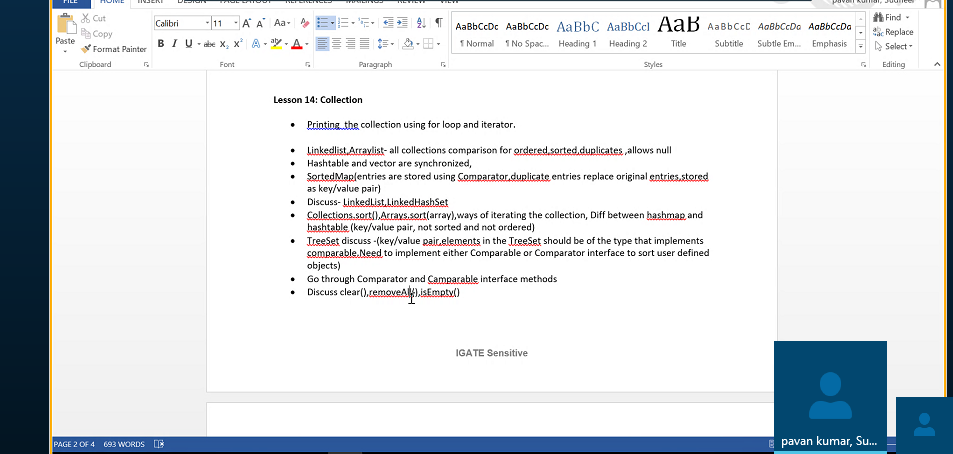 FILE HOME INSERT DESIGN PAGE LAYOUT REFERENCES MAILINGS REVIEW VIEW pavan kumar, Sudheer
Cut
Copy
Format Painter
Paste
Clipboard
Calibri 11
Font
Paragraph
AaBbCcDc AaBbCcDc AaBbC AaBbCcI AaB AaBbCcD AaBbCcDa AaBbCcDa
¶ Normal ¶ No Spac... Heading 1 Heading 2 Title Subtitle Subtle Em... Emphasis
Styles
Find
Replace
Select
Editing
Lesson 14: Collection
• Printing the collection using for loop and iterator.
• Linkedlist,Arraylist- all collections comparison for ordered,sorted,duplicates ,allows null
• Hashtable and vector are synchronized,
• SortedMap(entries are stored using Comparator,duplicate entries replace original entries,stored
as key/value pair)
• Discuss- LinkedList,LinkedHashSet
• Collections.sort(),Arrays.sort(array),ways of iterating the collection, Diff between hashmap and
hashtable (key/value pair, not sorted and not ordered)
• TreeSet discuss -(key/value pair,elements in the TreeSet should be of the type that implements
comparable.Need to implement either Comparable or Comparator interface to sort user defined
objects)
• Go through Comparator and Camparable interface methods
• Discuss clear(),removeAll(),isEmpty()
IGATE Sensitive
pavan kumar, Su...
PAGE 2 OF 4 693 WORDS